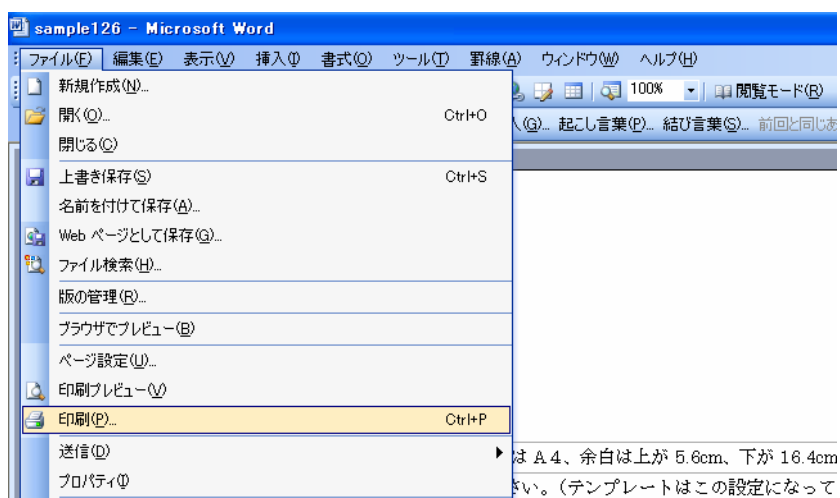 sample126 - Microsoft Word
ファイル(F) 編集(E) 表示(V) 挿入(I) 書式(O) ツール(T) 罫線(A) ウィンドウ(W) ヘルプ(H)
新規作成(N)...
100% 閲覧モード(R)
開く(O)... Ctrl+O
(G)... 起こし言葉(P)... 結び言葉(S)... 前回と同じあ
閉じる(C)
上書き保存(S) Ctrl+S
名前を付けて保存(A)...
Web ページとして保存(G)...
ファイル検索(H)...
版の管理(R)...
ブラウザでプレビュー(B)
ページ設定(U)...
印刷プレビュー(V)
印刷(P)... Ctrl+P
送信(D)
は A4、余白は上が 5.6cm、下が 16.4cm
プロパティ(I)
さい。(テンプレートはこの設定になって